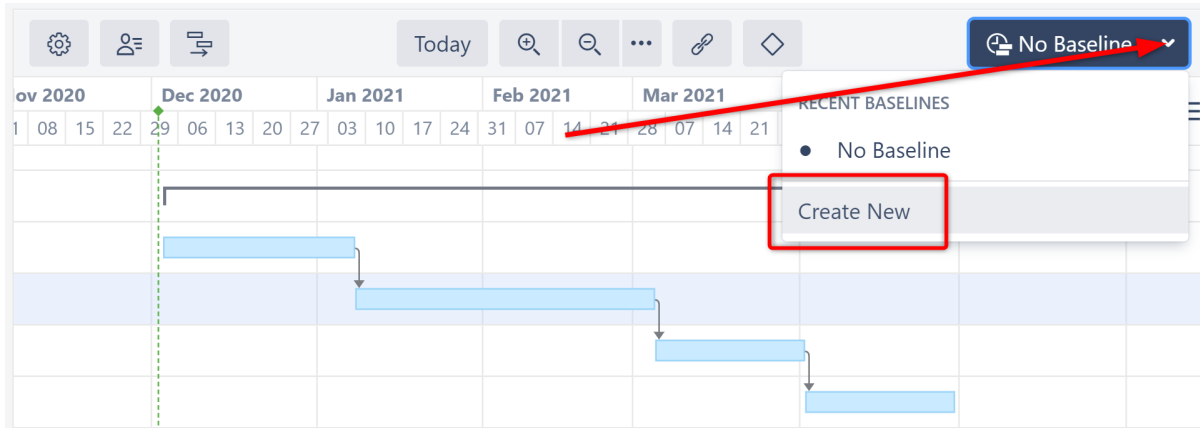 Today
No Baseline
ov 2020 Dec 2020 Jan 2021 Feb 2021 Mar 2021
1 08 15 22 29 06 13 20 27 03 10 17 24 31 07 14 21 28 07 14 21
RECENT BASELINES
No Baseline
Create New